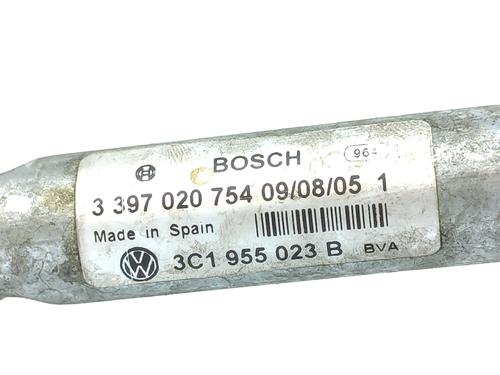 BOSCH 964
3 397 020 754 09/08/05 1
Made in Spain
3C1 955 023 B BVA